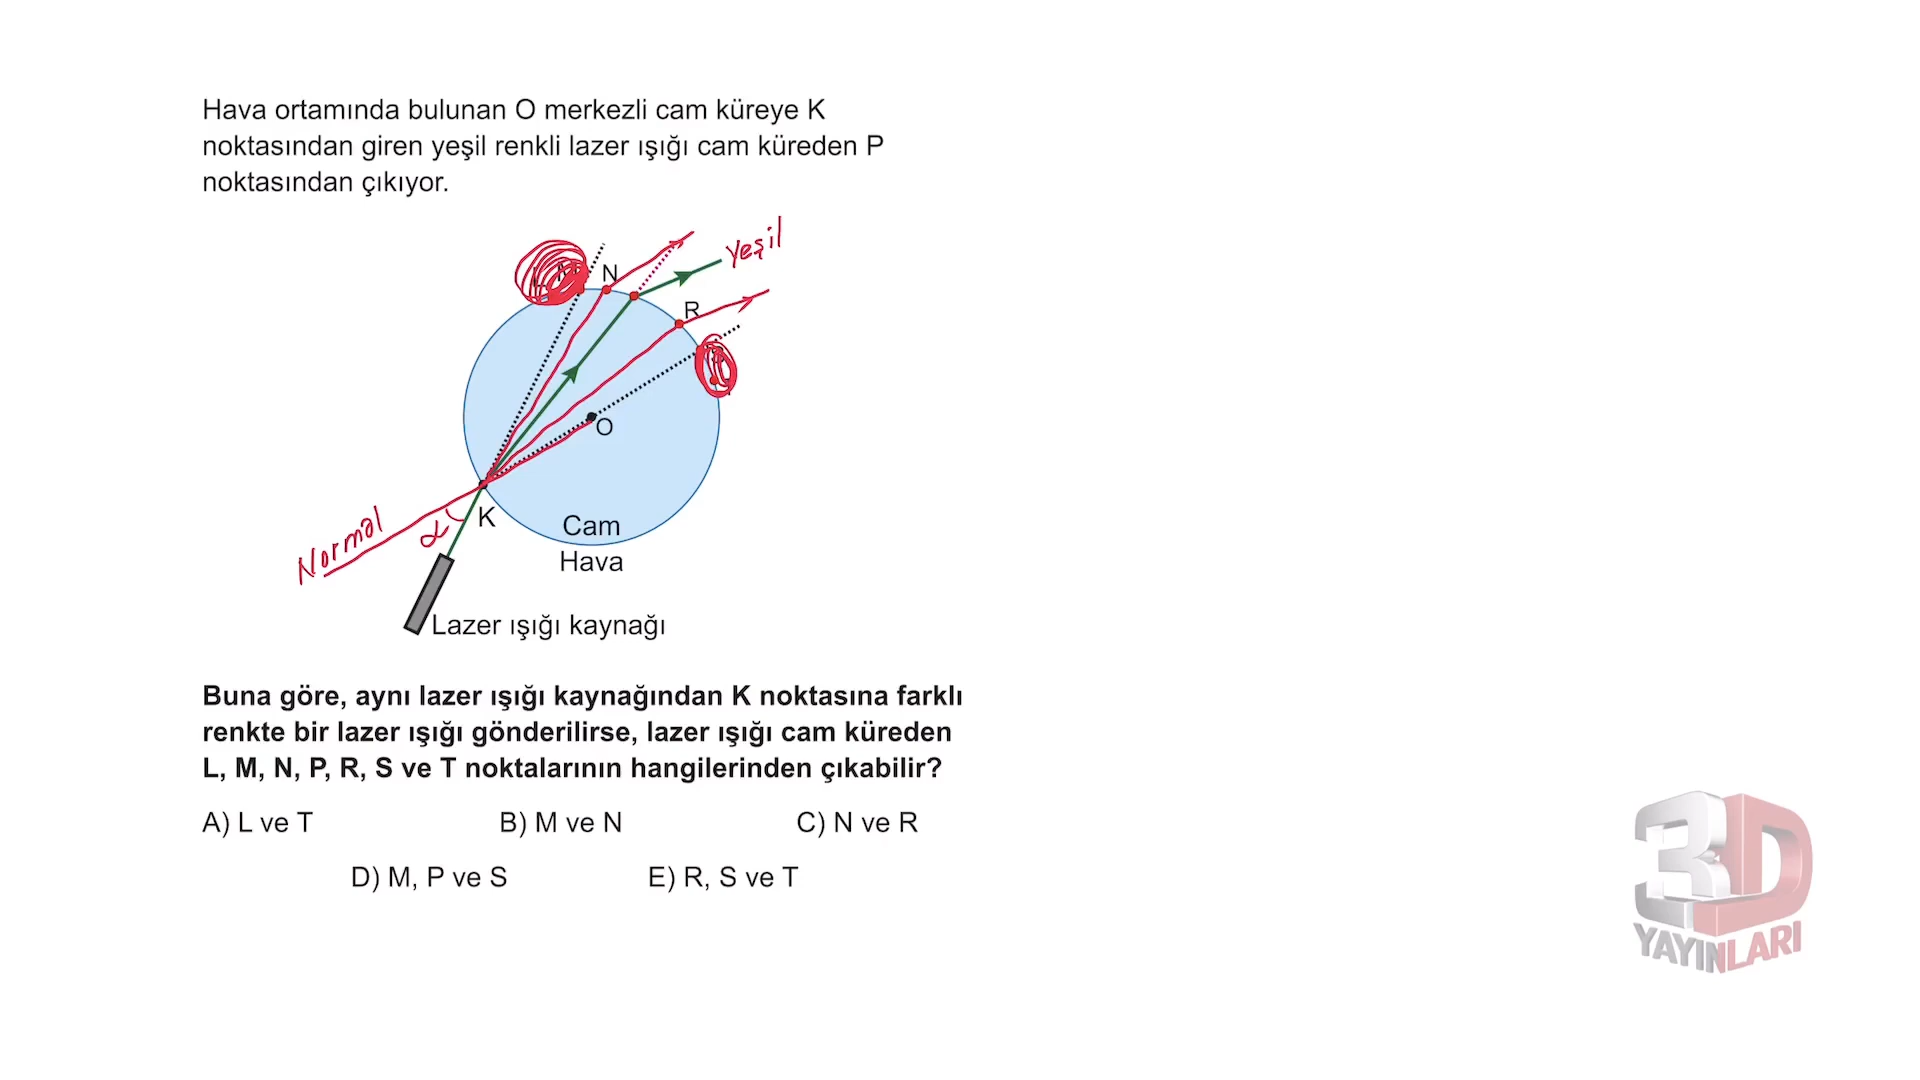 Hava ortamında bulunan O merkezli cam küreye K
noktasından giren yeşil renkli lazer ışığı cam küreden P
noktasından çıkıyor.
Yeşil
N
R
O
K
α
Normal
Cam
Hava
Lazer ışığı kaynağı
Buna göre, aynı lazer ışığı kaynağından K noktasına farklı
renkte bir lazer ışığı gönderilirse, lazer ışığı cam küreden
L, M, N, P, R, S ve T noktalarının hangilerinden çıkabilir?
A) L ve T B) M ve N C) N ve R
D) M, P ve S E) R, S ve T
3D
YAYINLARI